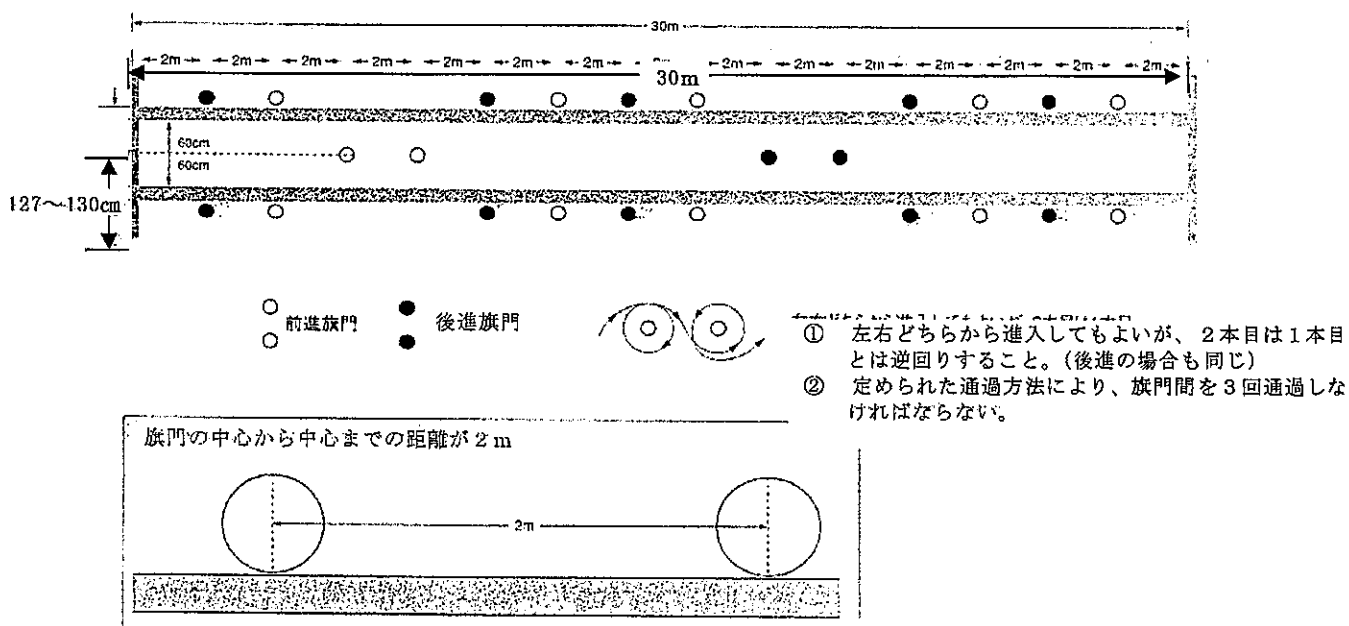 30m
2m 2m 2m 2m 2m 2m 2m 2m 2m 2m 2m 2m 2m 2m
30m
60cm
60cm
127～130cm
前進旗門
後進旗門
① 左右どちらから進入してもよいが、2本目は1本目
とは逆回りすること。(後進の場合も同じ)
② 定められた通過方法により、旗門間を3回通過しな
ければならない。
旗門の中心から中心までの距離が2m
2m